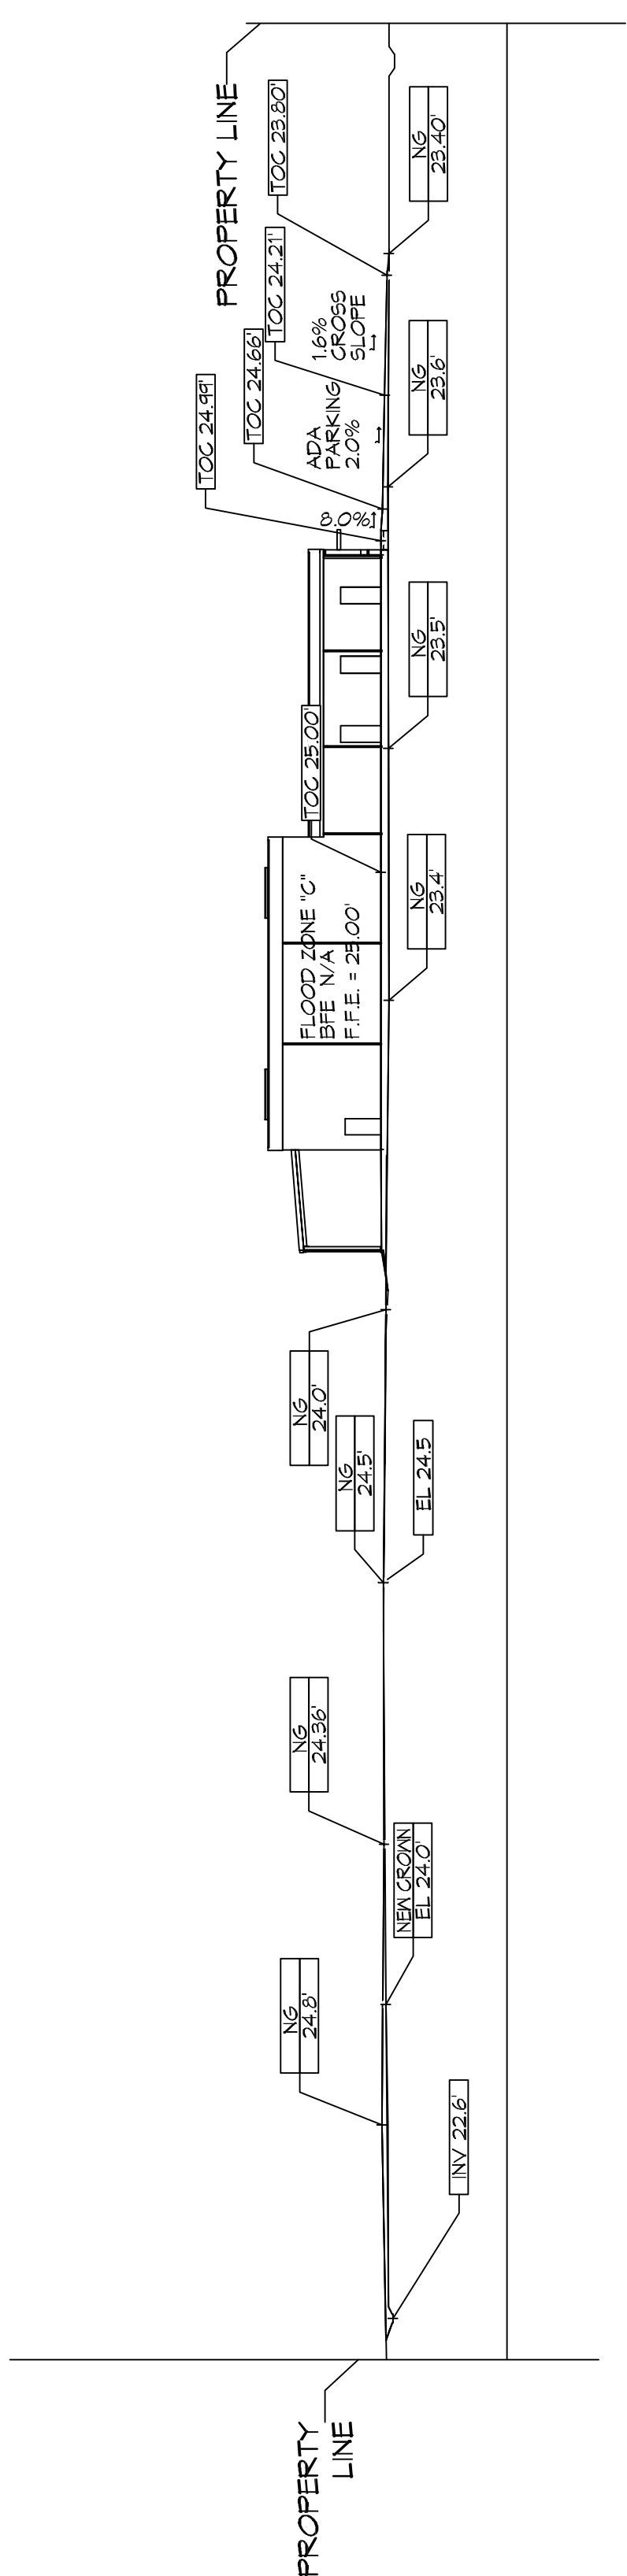 PROPERTY
LINE
INV 22.6'
NG
24.8'
NEW CROWN
EL 24.0'
NG
24.36'
EL 24.5
NG
24.5'
NG
24.0'
FLOOD ZONE "C"
BFE N/A
F.F.E. = 25.00'
NG
23.4'
TOC 25.00'
NG
23.5'
TOC 24.99'
8.0%
TOC 24.66'
ADA
PARKING
2.0%
NG
23.6'
TOC 24.21'
1.6%
CROSS
SLOPE
TOC 23.80'
NG
23.40'
PROPERTY LINE